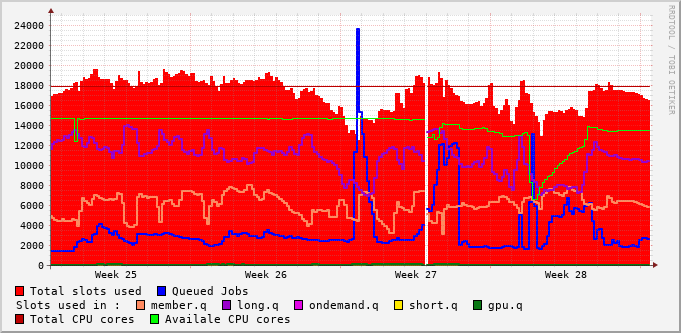 24000
22000
20000
18000
16000
14000
12000
10000
8000
6000
4000
2000
0
Week 25 Week 26 Week 27 Week 28
Total slots used Queued Jobs
Slots used in : member.q long.q ondemand.q short.q gpu.q
Total CPU cores Availale CPU cores
RRDTOOL / TOBI OETIKER